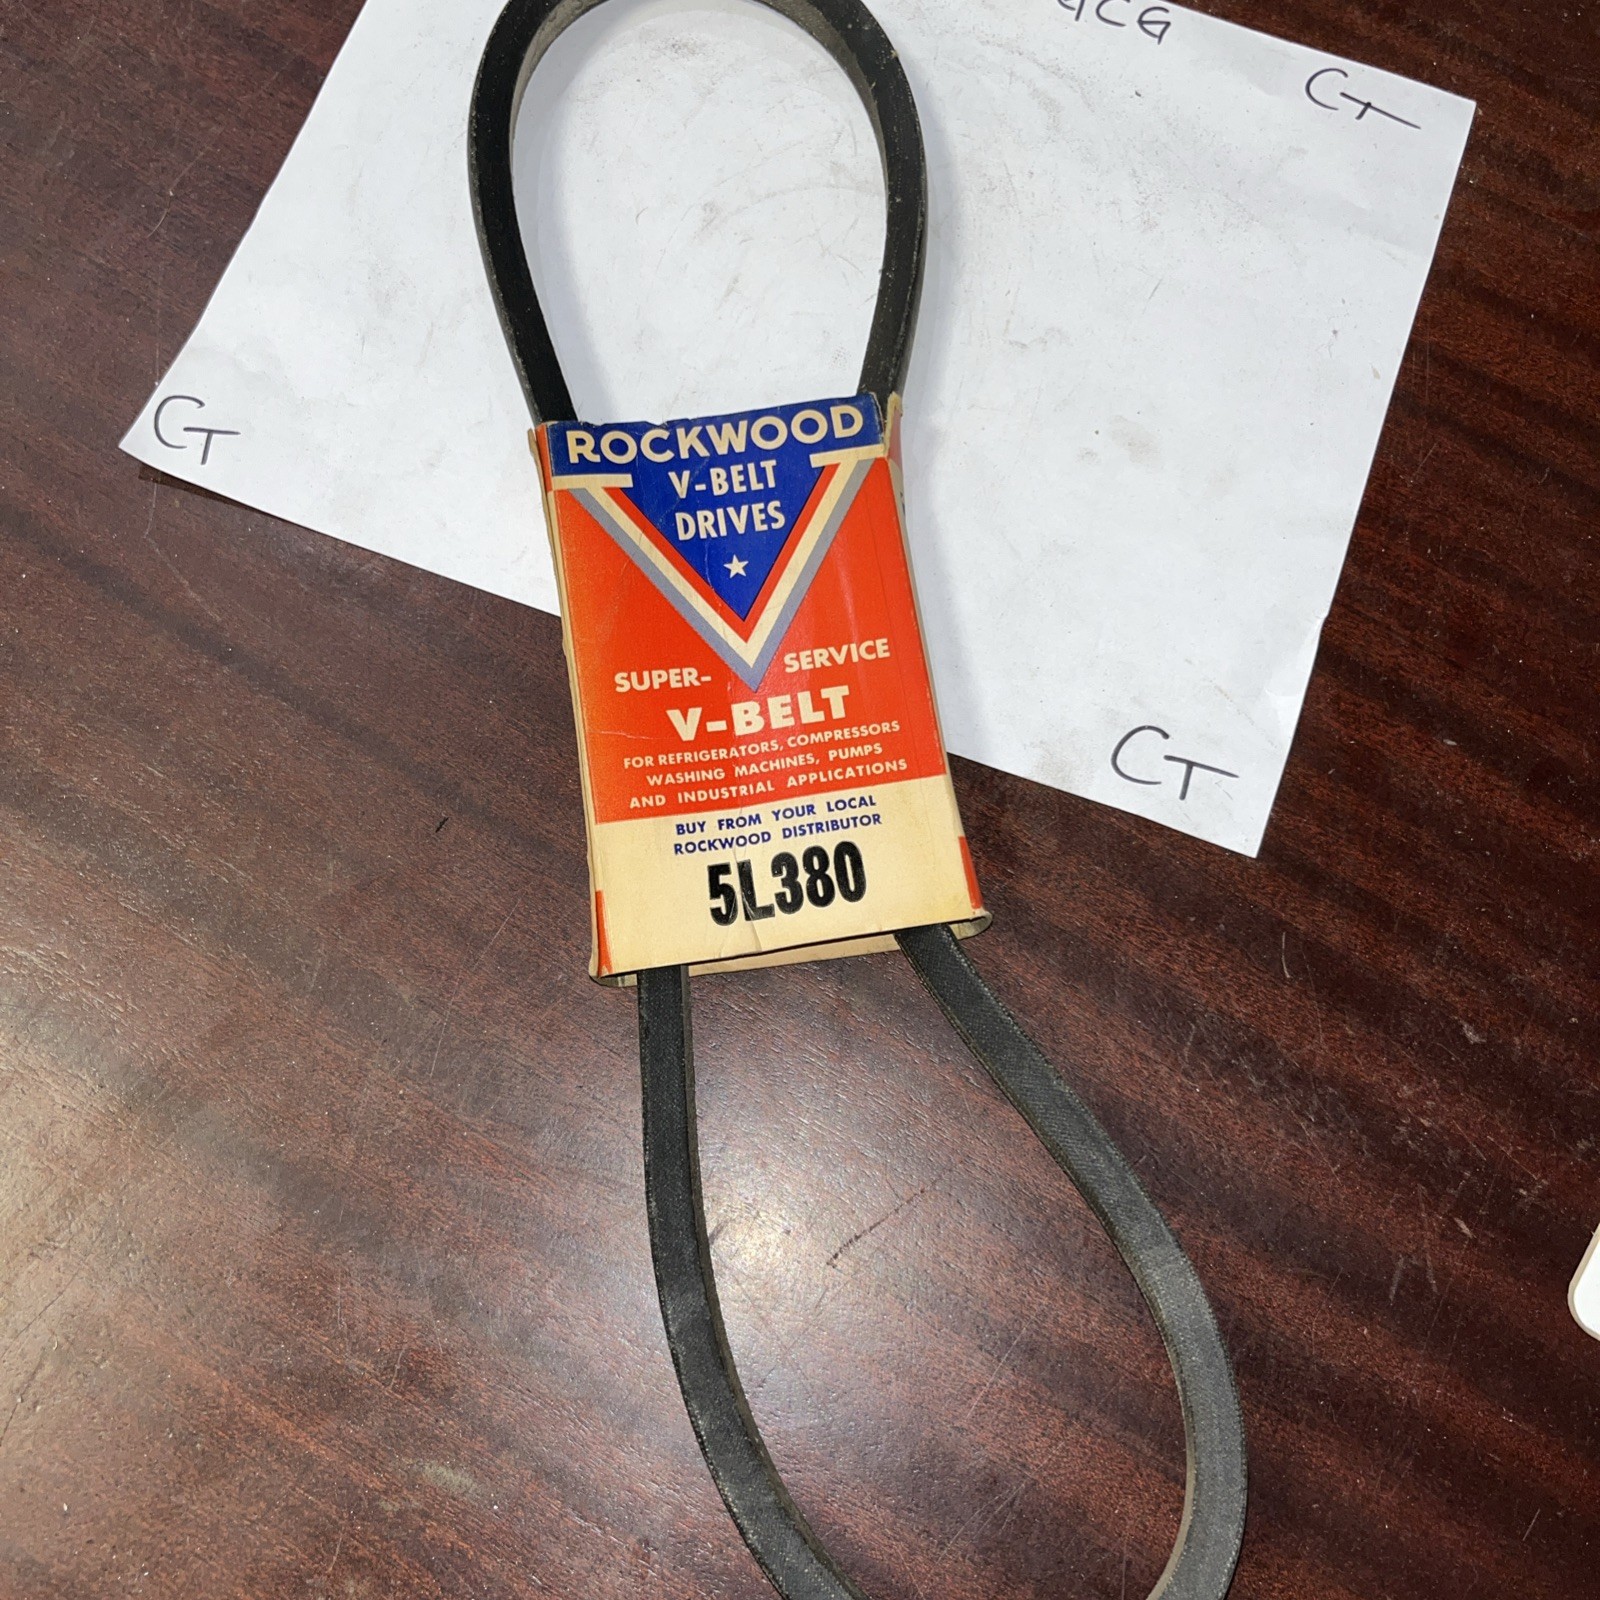 CT
CT
ROCKWOOD
V-BELT
DRIVES
SUPER- SERVICE
V-BELT
FOR REFRIGERATORS, COMPRESSORS
WASHING MACHINES, PUMPS
AND INDUSTRIAL APPLICATIONS
BUY FROM YOUR LOCAL
ROCKWOOD DISTRIBUTOR
5L380
CT